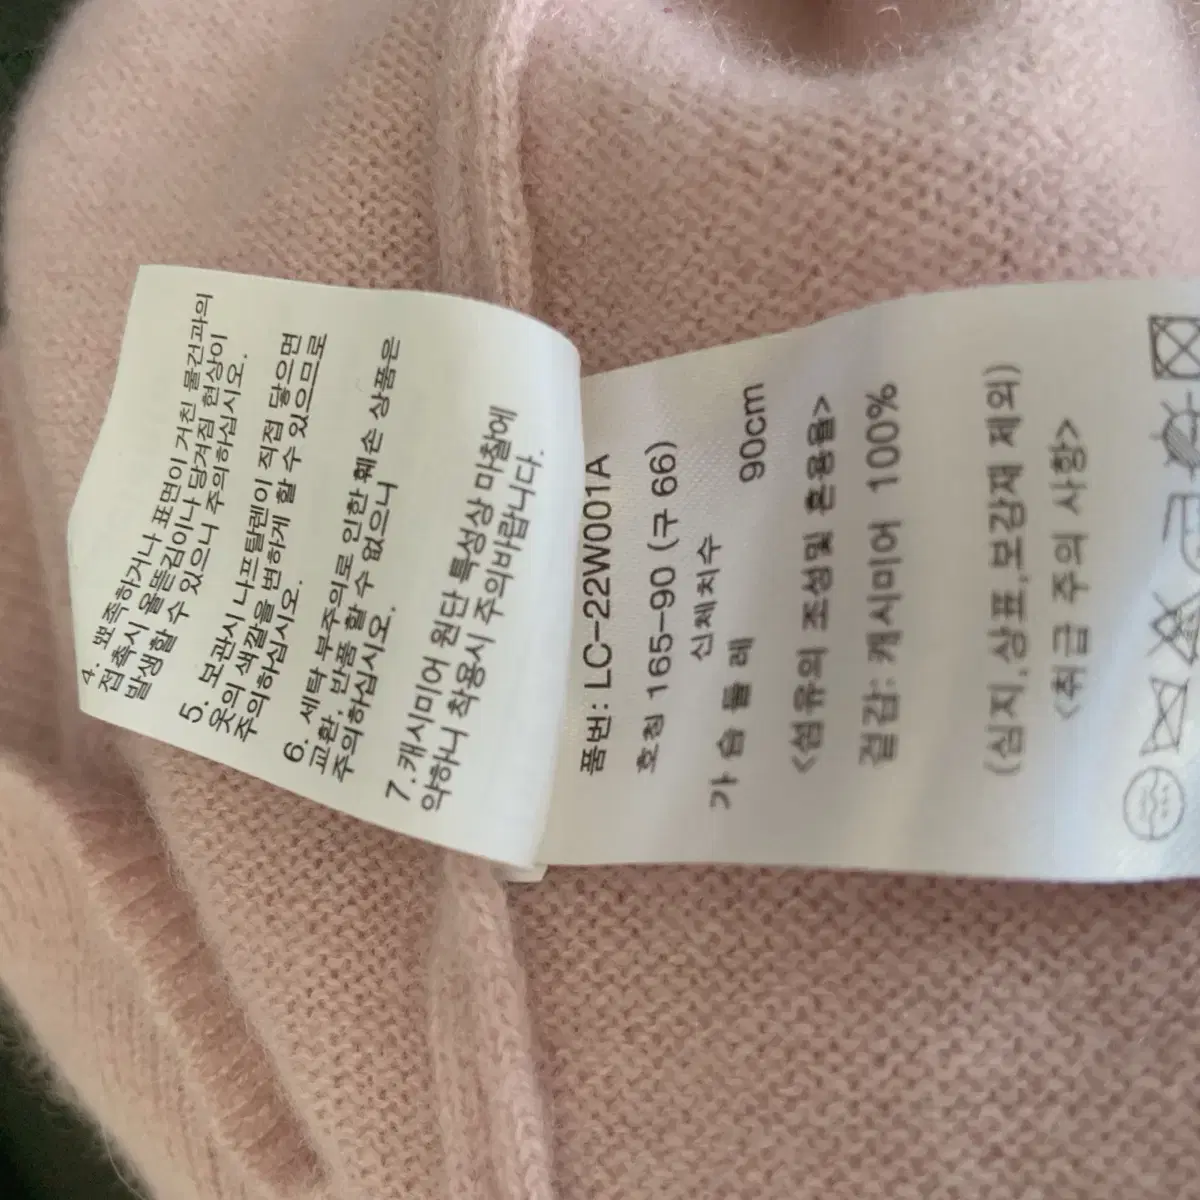 4. 뾰족하거나 표면이 거친 물건과의
접촉시 올뜯김이나 당겨짐 현상이
발생할 수 있으니 주의하십시오.
5. 보관시 나프탈렌이 직접 닿으면
옷의 색깔을 변하게 할 수 있으므로
주의하십시오.
6. 세탁 부주의로 인한 훼손 상품은
교환, 반품 할 수 없으니
주의하십시오.
7. 캐시미어 원단 특성상 마찰에
약하니 착용시 주의바랍니다.
품번: LC-22W001A
호칭 165-90 (구 66)
신체치수
가 슴 둘 레 90cm
<섬유의 조성및 혼용율>
겉감: 캐시미어 100%
(심지,상표,보강재 제외)
<취급 주의 사항>